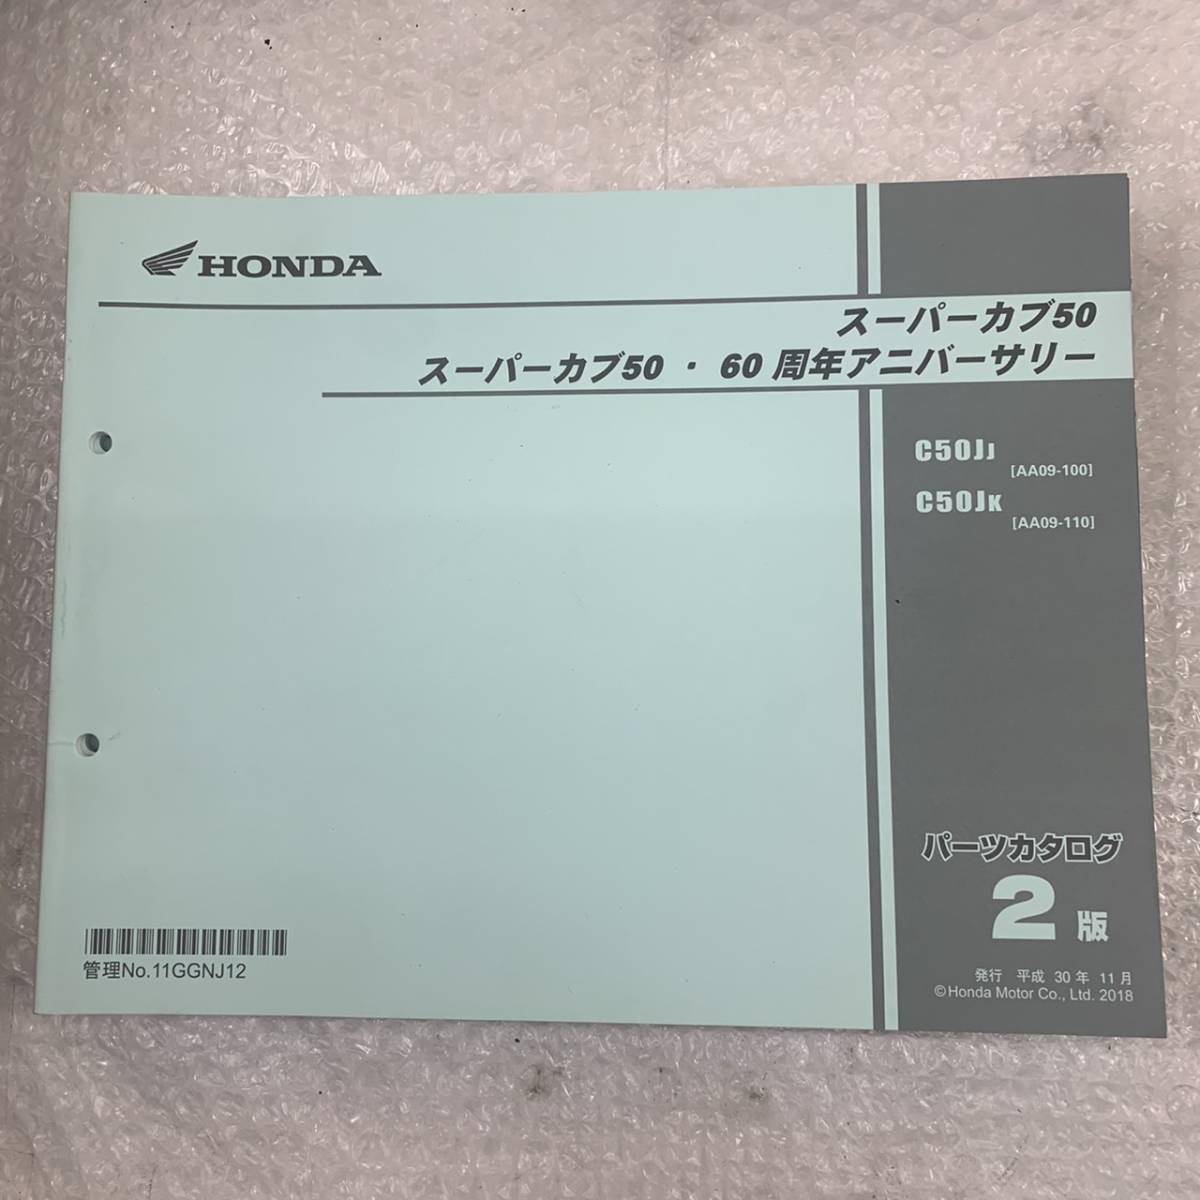 HONDA
スーパーカブ50
スーパーカブ50 ・ 60 周年アニバーサリー
C50JJ
[AA09-100]
C50JK
[AA09-110]
パーツカタログ
2 版
発行 平成 30 年 11 月
©Honda Motor Co., Ltd. 2018
管理No.11GGNJ12